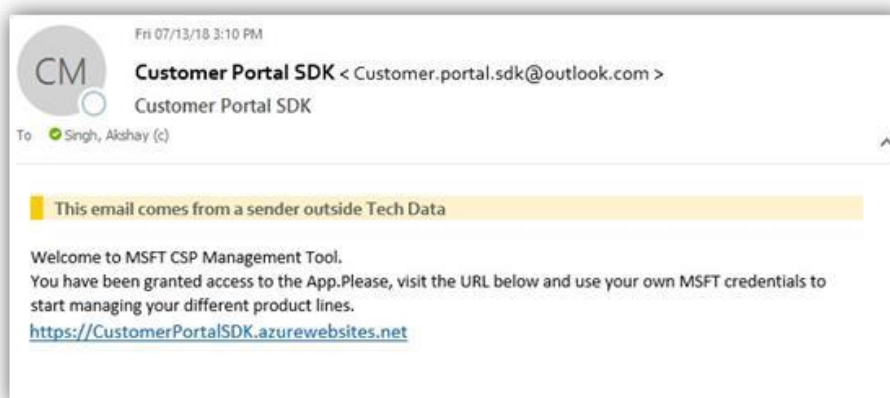 Fri 07/13/18 3:10 PM
CM
Customer Portal SDK < Customer.portal.sdk@outlook.com >
Customer Portal SDK
To Singh, Akshay (c)
This email comes from a sender outside Tech Data
Welcome to MSFT CSP Management Tool.
You have been granted access to the App.Please, visit the URL below and use your own MSFT credentials to
start managing your different product lines.
https://CustomerPortalSDK.azurewebsites.net